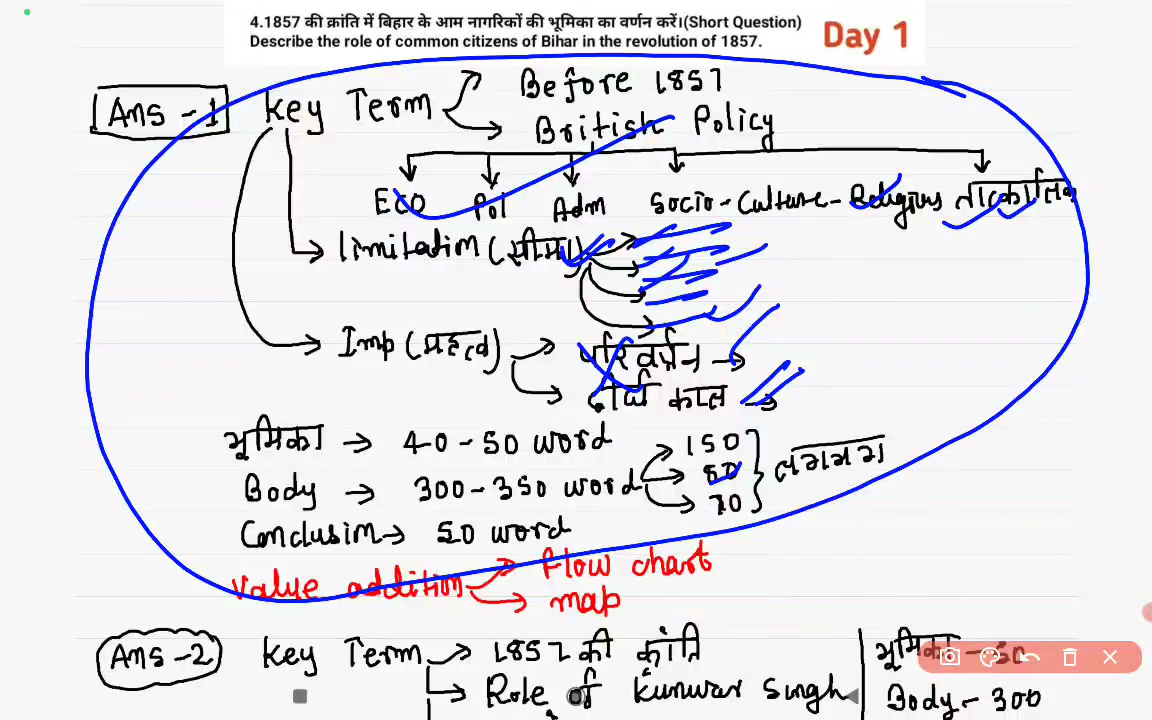 4.1857 की क्रांति में बिहार के आम नागरिकों की भूमिका का वर्णन करें।(Short Question)
Describe the role of common citizens of Bihar in the revolution of 1857.
Day 1
Ans - 1 Key Term → Before 1857
→ British Policy
Eco Pol Adm Socio - Culture - Religious तात्कालिक
→ limitation (सीमा)
→ Imp (महत्व) → परिवर्तन →
→ दीर्घ काल →
भूमिका → 40-50 word
Body → 300-350 word → 150
→ 80
→ 70
लगभग
Conclusion → 50 word
Value addition → flow chart
→ map
Ans -2 Key Term → 1857 की क्रांति
→ Role of Kunwar Singh
भूमिका - 50
Body - 300